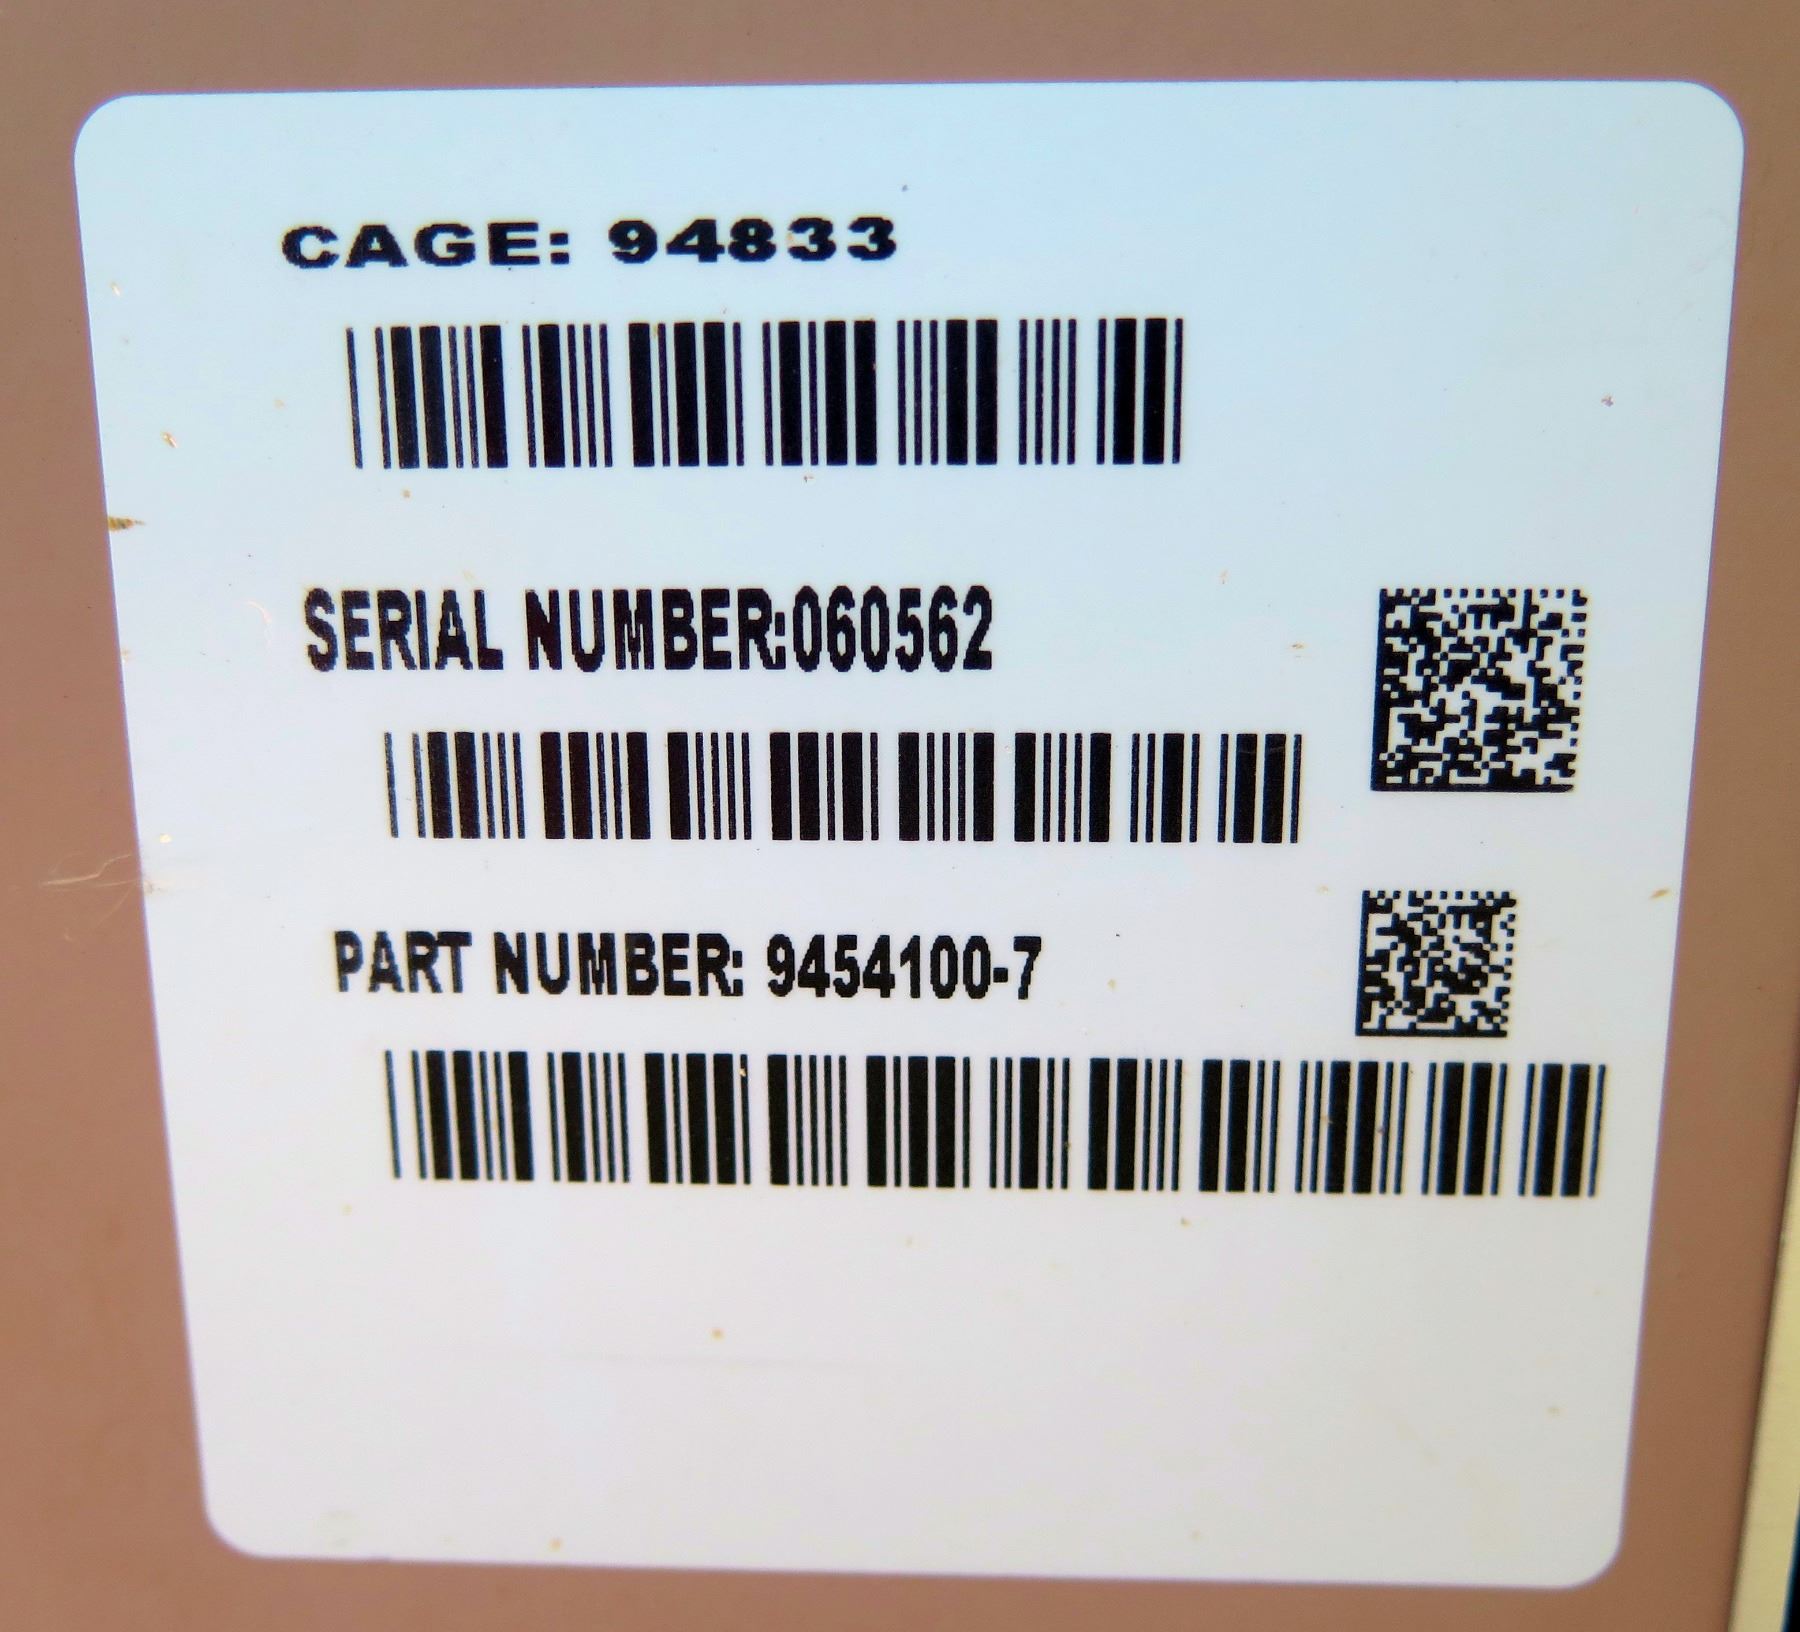 CAGE: 94833
SERIAL NUMBER:060562
PART NUMBER: 9454100-7